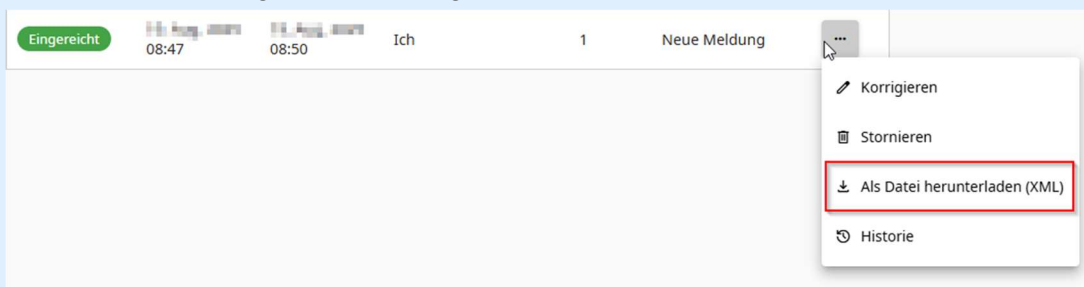 Eingereicht
08:47
08:50
Ich
1
Neue Meldung
...
Korrigieren
Stornieren
Als Datei herunterladen (XML)
Historie